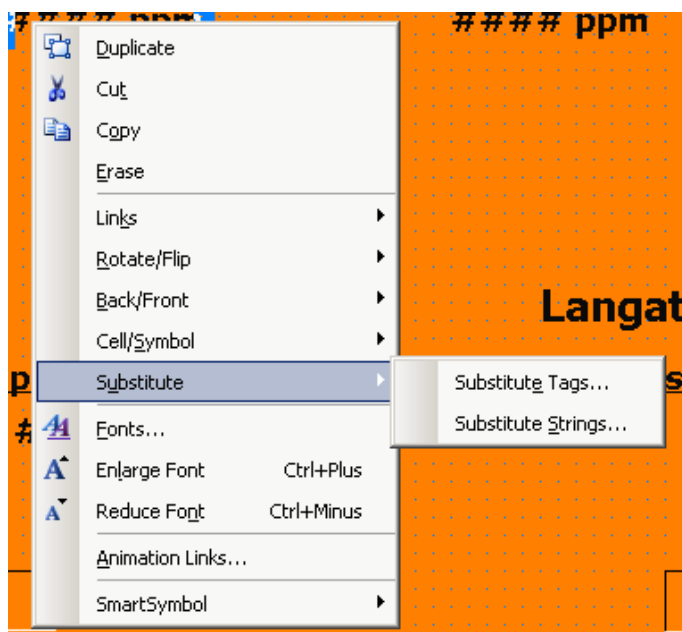 #### ppm
#### ppm
Duplicate
Cut
Copy
Erase
Links
Rotate/Flip
Back/Front
Langat
Cell/Symbol
Substitute
Substitute Tags...
Substitute Strings...
Fonts...
Enlarge Font Ctrl+Plus
Reduce Font Ctrl+Minus
Animation Links...
SmartSymbol